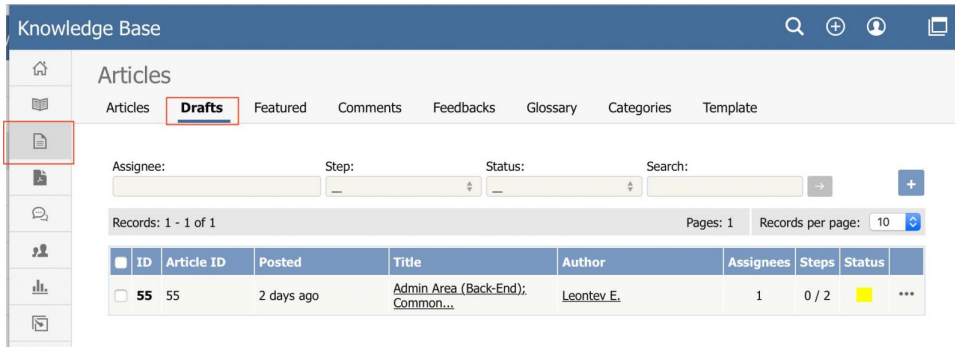 Knowledge Base
Articles
Articles Drafts Featured Comments Feedbacks Glossary Categories Template
Assignee: Step: Status: Search:
__ __
Records: 1 - 1 of 1 Pages: 1 Records per page: 10
ID Article ID Posted Title Author Assignees Steps Status
55 55 2 days ago Admin Area (Back-End); Leontev E. 1 0 / 2
Common...